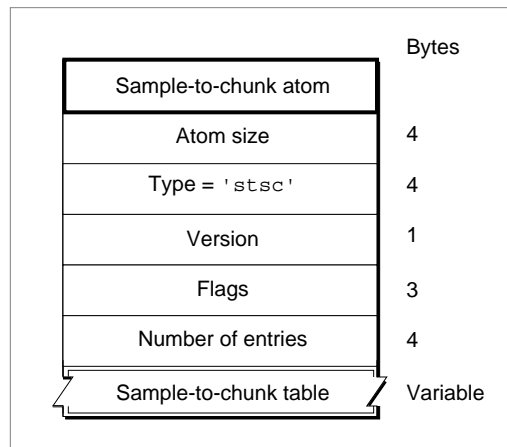 Bytes
Sample-to-chunk atom
Atom size 4
Type = 'stsc' 4
Version 1
Flags 3
Number of entries 4
Sample-to-chunk table Variable